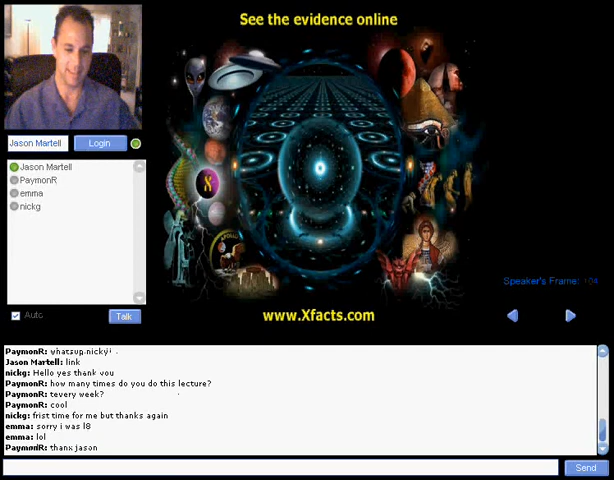 See the evidence online
Jason Martell
Login
Jason Martell
PaymonR
emma
nickg
Auto
Talk
X
Speaker's Frame: 104
www.Xfacts.com
PaymonR: whatsup nicky!
Jason Martell: link
nickg: Hello yes thank you
PaymonR: how many times do you do this lecture?
PaymonR: tevery week?
PaymonR: cool
nickg: frist time for me but thanks again
emma: sorry i was l8
emma: lol
PaymonR: thanx jason
Send